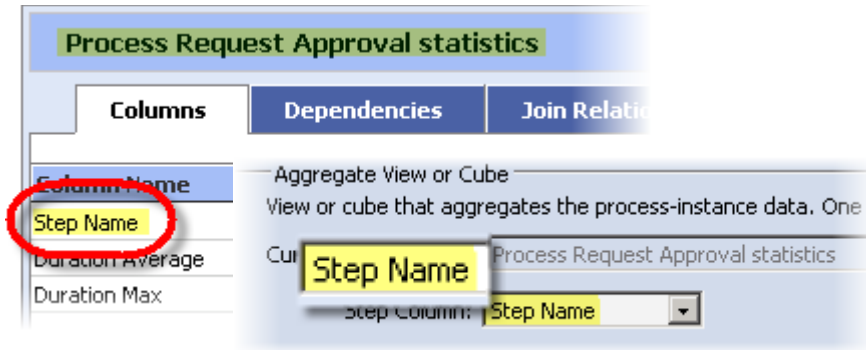 Process Request Approval statistics
Columns Dependencies Join Relatio
Column Name
Step Name
Duration Average
Duration Max
Aggregate View or Cube
View or cube that aggregates the process-instance data. One
Cur
Step Name
Process Request Approval statistics
Step Column: Step Name